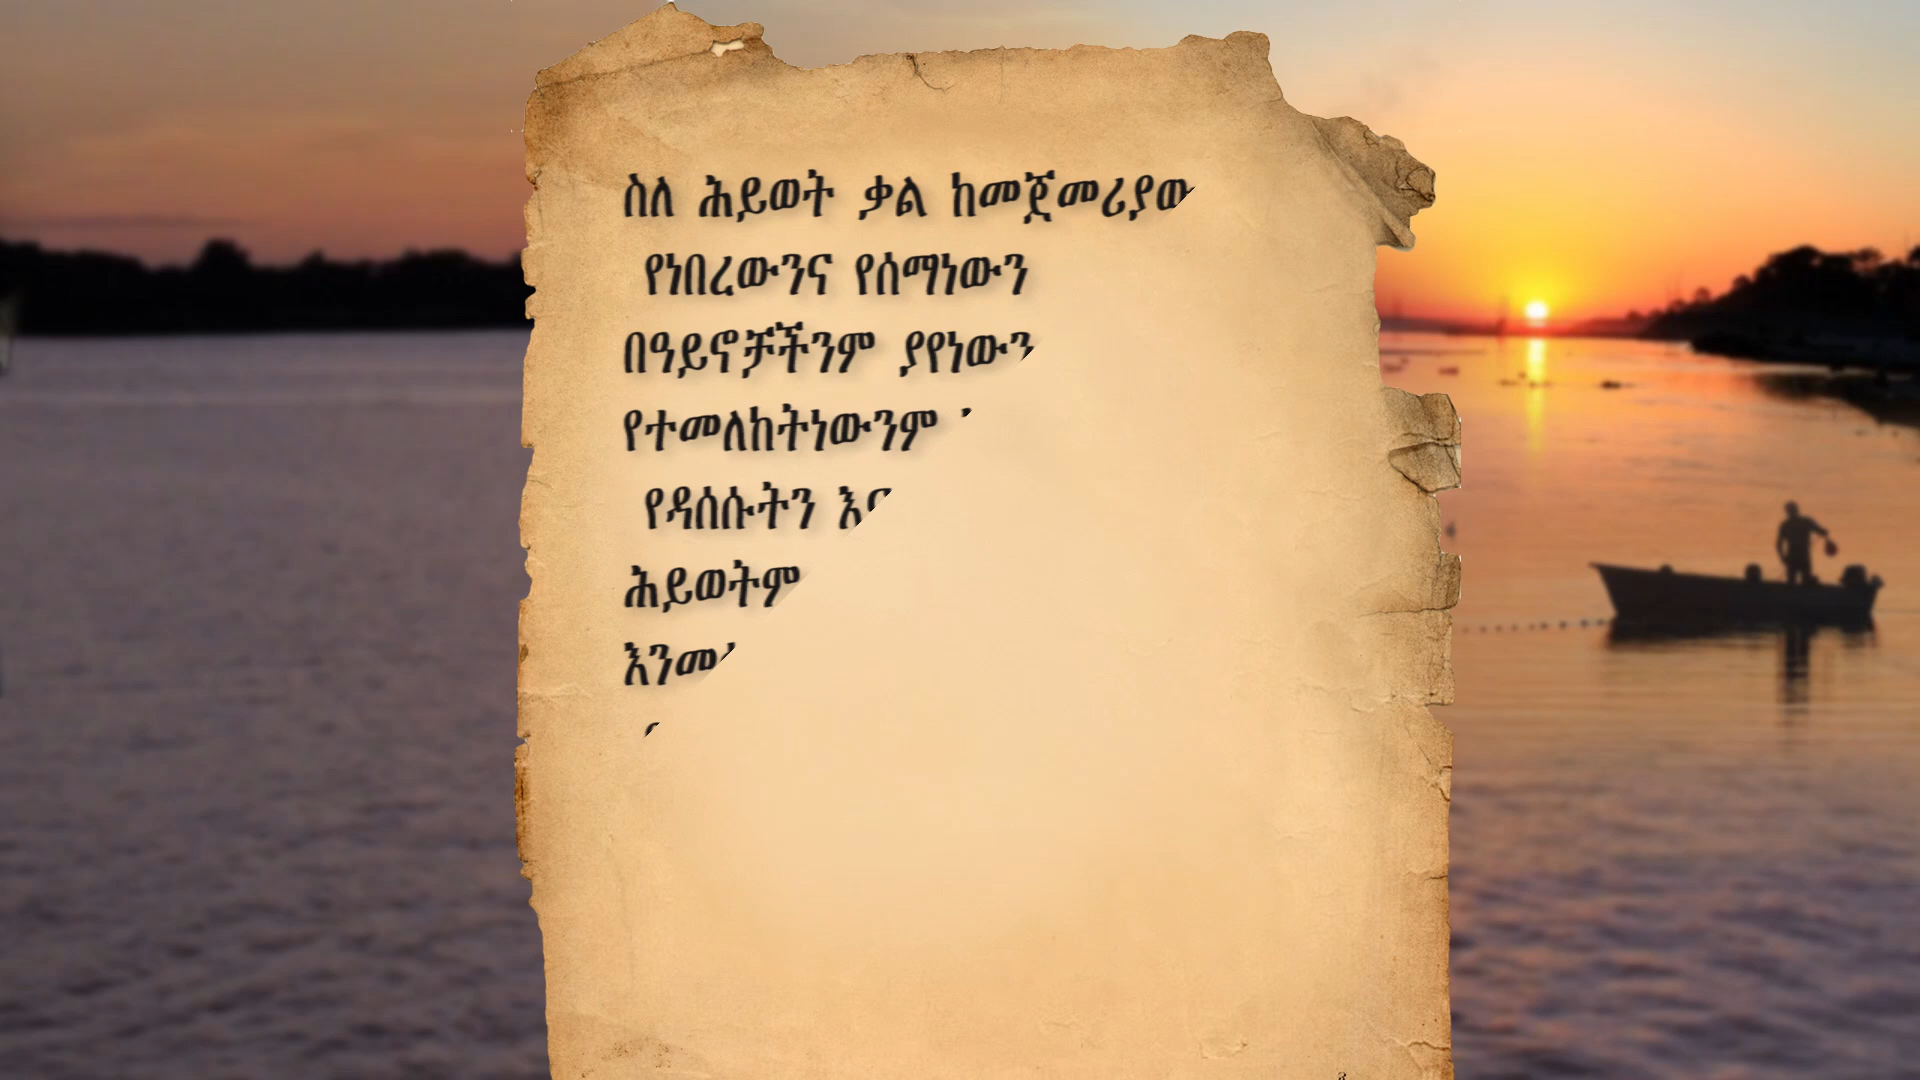 ስለ ሕይወት ቃል ከመጀመሪያው
የነበረውንና የሰማነውን
በዓይኖቻችንም ያየነውን
የተመለከትነውንም
የዳሰሱትን
ሕይወትም